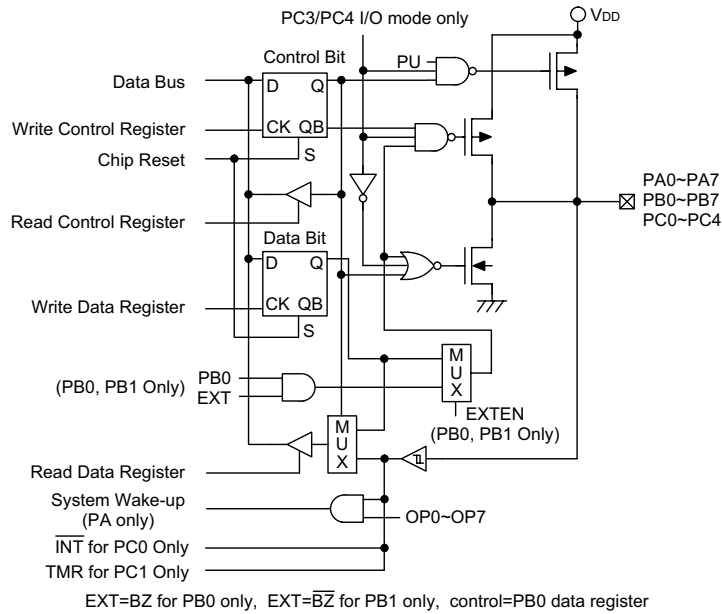 PC3/PC4 I/O mode only
VDD
Control Bit
PU
Data Bus
D Q
Write Control Register
CK QB
Chip Reset
S
PA0~PA7
PB0~PB7
PC0~PC4
Read Control Register
Data Bit
D Q
Write Data Register
CK QB
S
MUX
(PB0, PB1 Only)
PB0
EXT
EXTEN
(PB0, PB1 Only)
MUX
Read Data Register
System Wake-up
(PA only)
OP0~OP7
INT for PC0 Only
TMR for PC1 Only
EXT=BZ for PB0 only, EXT=BZ for PB1 only, control=PB0 data register